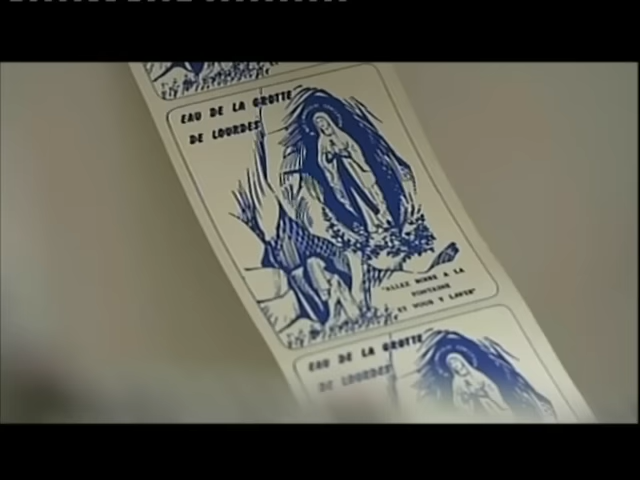 EAU DE LA GROTTE
DE LOURDES
"ALLEZ BOIRE A LA
FONTAINE
ET VOUS Y LAVER"
EAU DE LA GROTTE
DE LOURDES